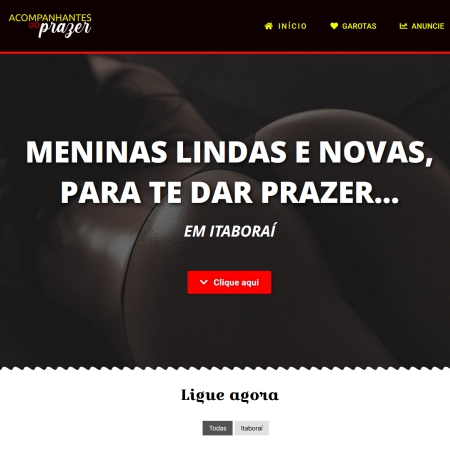 ACOMPANHANTES
DO prazer
INÍCIO
GAROTAS
ANUNCIE
MENINAS LINDAS E NOVAS,
PARA TE DAR PRAZER...
EM ITABORAÍ
Clique aqui
Ligue agora
Todas
Itaboraí